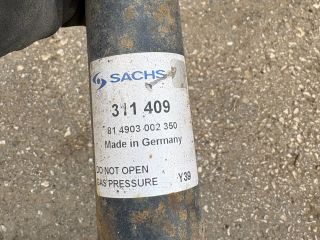 SACHS
311 409
81 4903 002 350
Made in Germany
DO NOT OPEN
GAS PRESSURE Y39